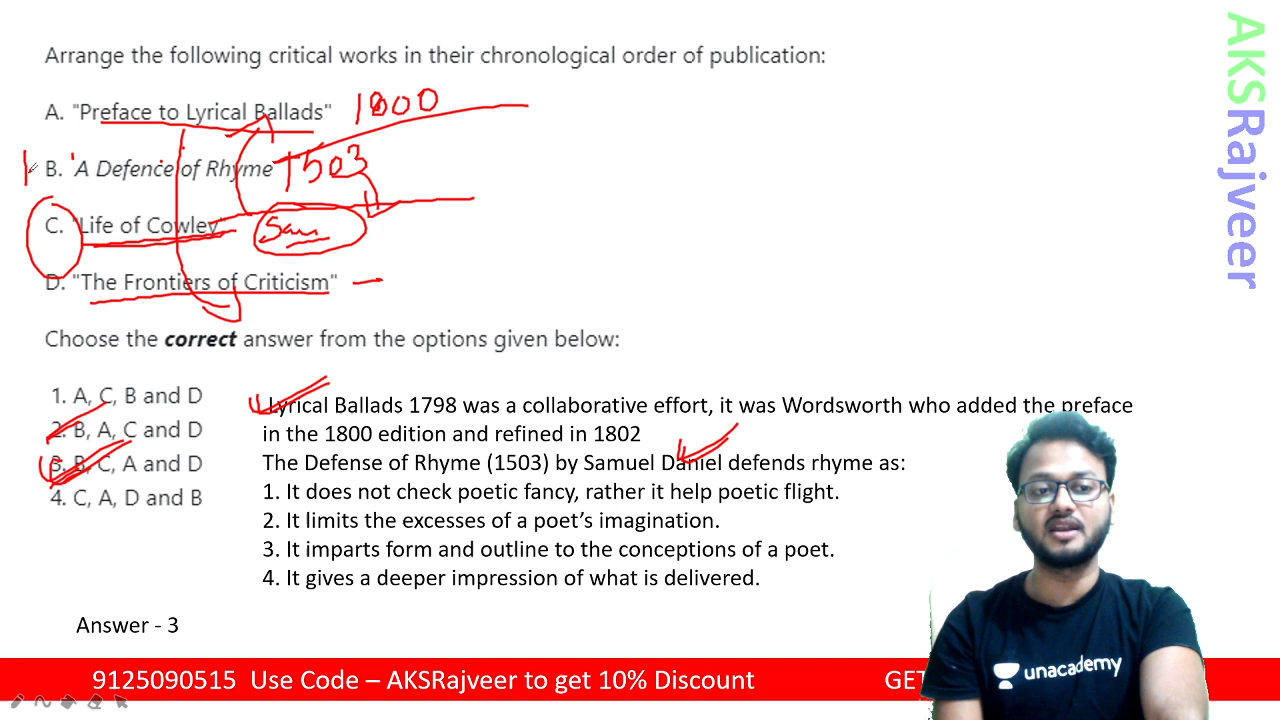 Arrange the following critical works in their chronological order of publication:
A. "Preface to Lyrical Ballads" 1800
B. 'A Defence of Rhyme 1503
C. "Life of Cowley" Sam
D. "The Frontiers of Criticism"
Choose the correct answer from the options given below:
1. A, C, B and D
2. B, A, C and D
3. B, C, A and D
4. C, A, D and B
Lyrical Ballads 1798 was a collaborative effort, it was Wordsworth who added the preface
in the 1800 edition and refined in 1802
The Defense of Rhyme (1503) by Samuel Daniel defends rhyme as:
1. It does not check poetic fancy, rather it help poetic flight.
2. It limits the excesses of a poet's imagination.
3. It imparts form and outline to the conceptions of a poet.
4. It gives a deeper impression of what is delivered.
Answer - 3
9125090515 Use Code – AKSRajveer to get 10% Discount
GET
AKSRajveer
unacademy